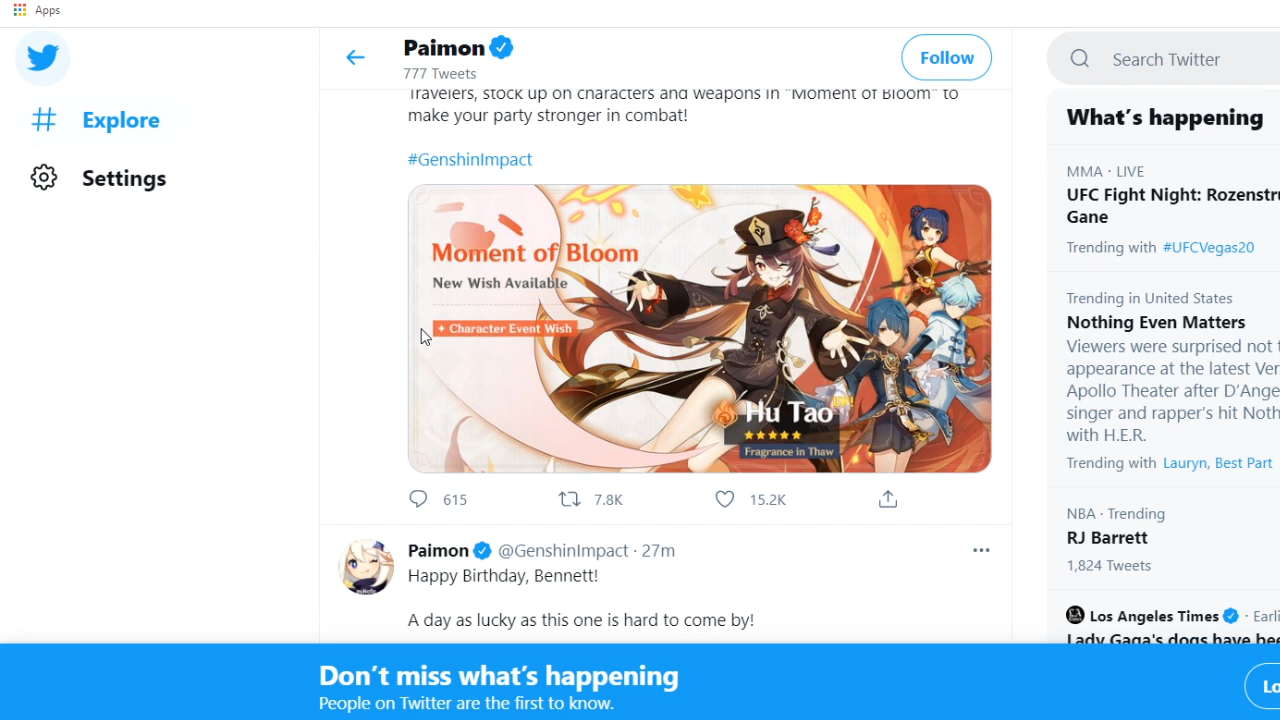 Apps
Paimon
777 Tweets
Follow
Search Twitter
Explore
Settings
Travelers, stock up on characters and weapons in "Moment of Bloom" to
make your party stronger in combat!
#GenshinImpact
Moment of Bloom
New Wish Available
Character Event Wish
Hu Tao
Fragrance in Thaw
615
7.8K
15.2K
Paimon @GenshinImpact · 27m
Happy Birthday, Bennett!
A day as lucky as this one is hard to come by!
What's happening
MMA · LIVE
UFC Fight Night: Rozenstru
Gane
Trending with #UFCVegas20
Trending in United States
Nothing Even Matters
Viewers were surprised not t
appearance at the latest Ver
Apollo Theater after D'Ange
singer and rapper's hit Noth
with H.E.R.
Trending with Lauryn, Best Part
NBA · Trending
RJ Barrett
1,824 Tweets
Los Angeles Times · Earli
Lady Gaga's dogs have bee
Don't miss what's happening
People on Twitter are the first to know.
Lo